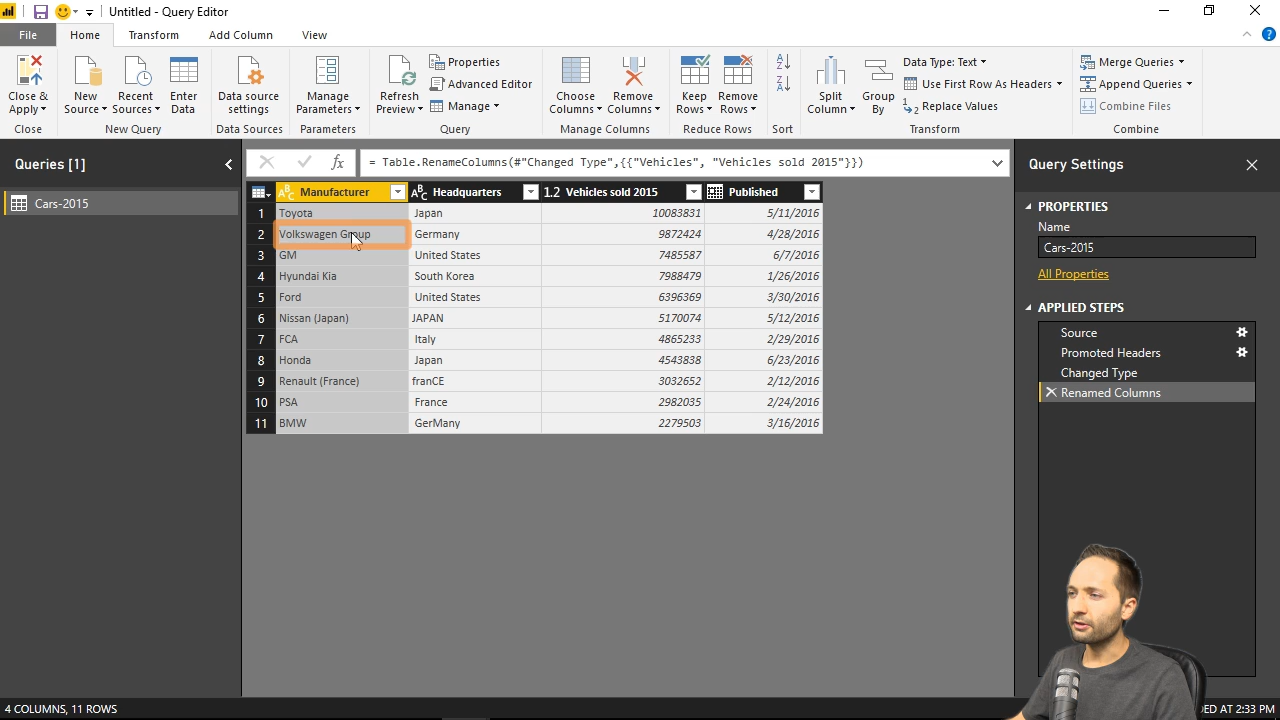 Untitled - Query Editor
File Home Transform Add Column View
Close & Apply
New Source
Recent Sources
Enter Data
Data source settings
Manage Parameters
Refresh Preview
Properties
Advanced Editor
Manage
Choose Columns
Remove Columns
Keep Rows
Remove Rows
Split Column
Group By
Data Type: Text
Use First Row As Headers
Replace Values
Merge Queries
Append Queries
Combine Files
Close New Query Data Sources Parameters Query Manage Columns Reduce Rows Sort Transform Combine
Queries [1]
Cars-2015
= Table.RenameColumns(#"Changed Type",{{"Vehicles", "Vehicles sold 2015"}})
Manufacturer Headquarters 1.2 Vehicles sold 2015 Published
1 Toyota Japan 10083831 5/11/2016
2 Volkswagen Group Germany 9872424 4/28/2016
3 GM United States 7485587 6/7/2016
4 Hyundai Kia South Korea 7988479 1/26/2016
5 Ford United States 6396369 3/30/2016
6 Nissan (Japan) JAPAN 5170074 5/12/2016
7 FCA Italy 4865233 2/29/2016
8 Honda Japan 4543838 6/23/2016
9 Renault (France) franCE 3032652 2/12/2016
10 PSA France 2982035 2/24/2016
11 BMW GerMany 2279503 3/16/2016
Query Settings
PROPERTIES
Name
Cars-2015
All Properties
APPLIED STEPS
Source
Promoted Headers
Changed Type
Renamed Columns
4 COLUMNS, 11 ROWS
AT 2:33 PM